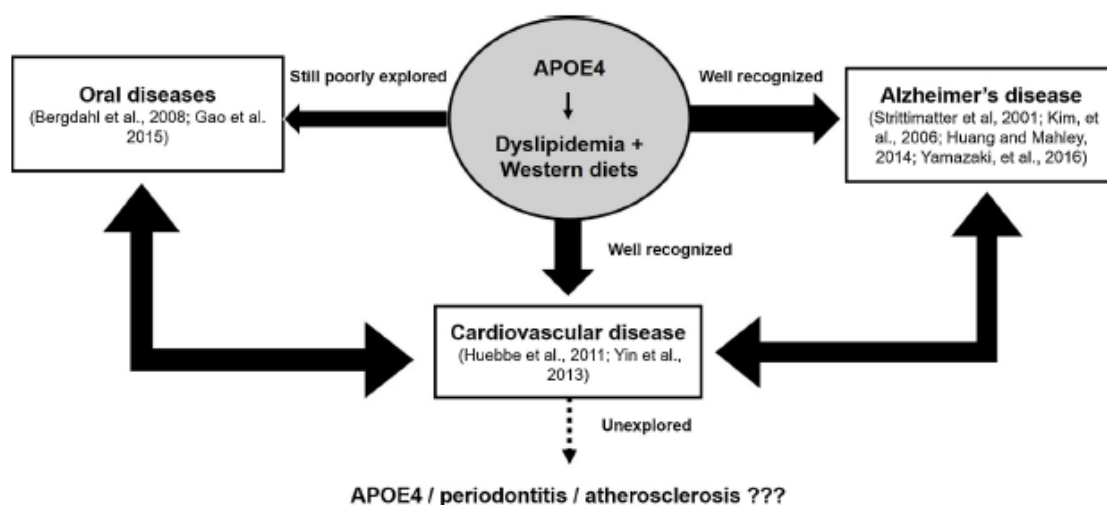 APOE4
Dyslipidemia +
Western diets
Still poorly explored
Well recognized
Oral diseases
(Bergdahl et al., 2008; Gao et al.
2015)
Alzheimer's disease
(Strittimatter et al, 2001; Kim, et
al., 2006; Huang and Mahley,
2014; Yamazaki, et al., 2016)
Well recognized
Cardiovascular disease
(Huebbe et al., 2011; Yin et al.,
2013)
Unexplored
APOE4 / periodontitis / atherosclerosis ???